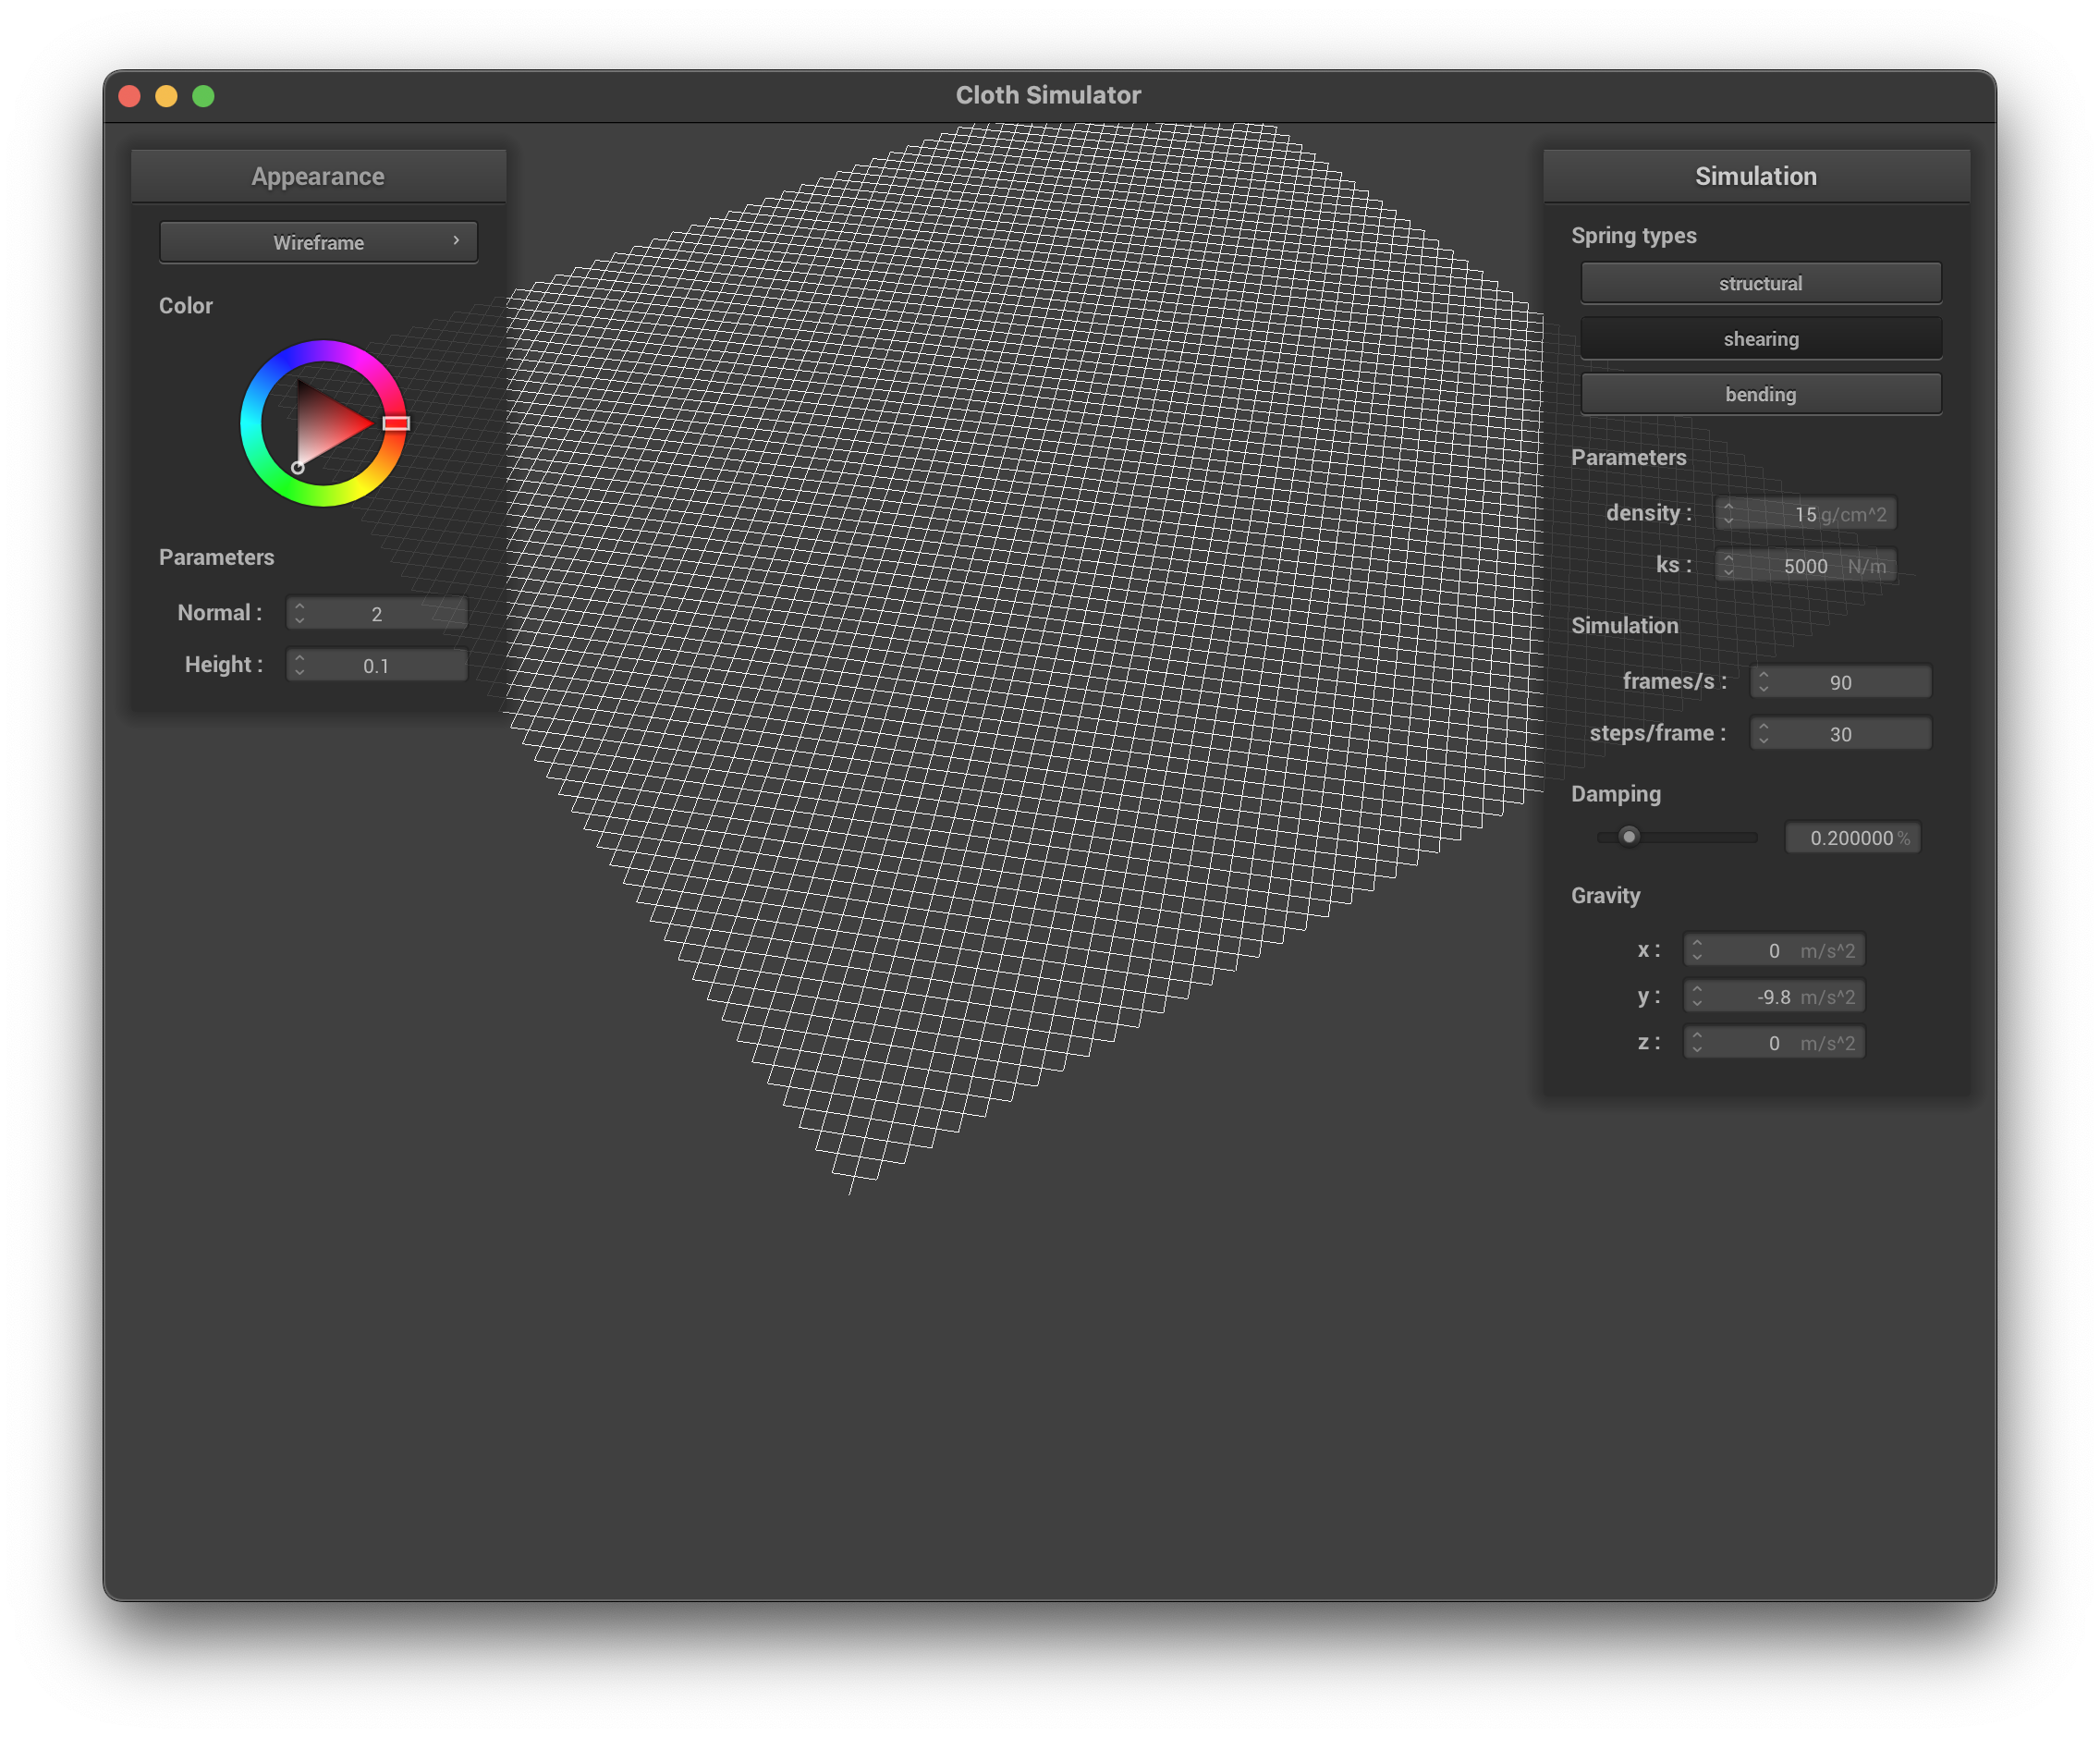 Cloth Simulator
Appearance
Wireframe
Color
Parameters
Normal : 2
Height : 0.1
Simulation
Spring types
structural
shearing
bending
Parameters
density : 15 g/cm^2
ks : 5000 N/m
Simulation
frames/s : 90
steps/frame : 30
Damping
0.200000 %
Gravity
x : 0 m/s^2
y : -9.8 m/s^2
z : 0 m/s^2